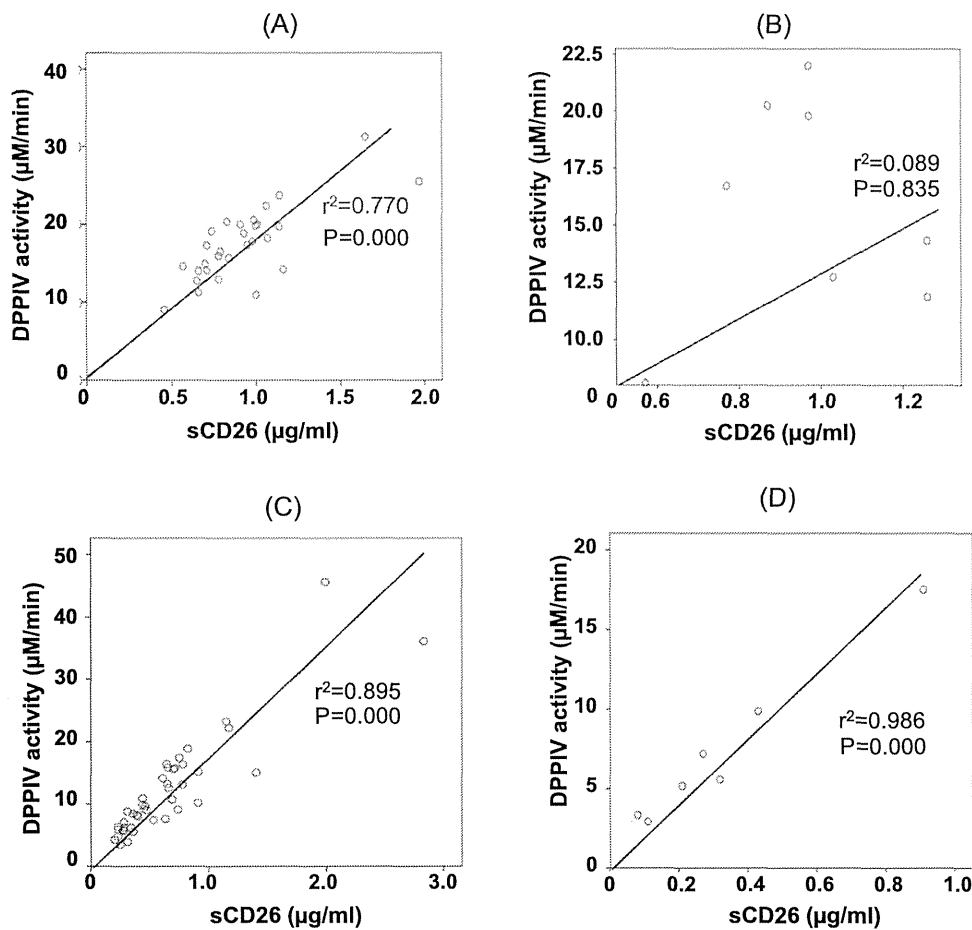 (A)
DPPIV activity (µM/min)
40
30
20
10
0
r²=0.770
P=0.000
0 0.5 1.0 1.5 2.0
sCD26 (µg/ml)
(B)
DPPIV activity (µM/min)
22.5
20.0
17.5
15.0
12.5
10.0
0
r²=0.089
P=0.835
0 0.6 0.8 1.0 1.2
sCD26 (µg/ml)
(C)
DPPIV activity (µM/min)
50
40
30
20
10
0
r²=0.895
P=0.000
0 1.0 2.0 3.0
sCD26 (µg/ml)
(D)
DPPIV activity (µM/min)
20
15
10
5
0
r²=0.986
P=0.000
0 0.2 0.4 0.6 0.8 1.0
sCD26 (µg/ml)